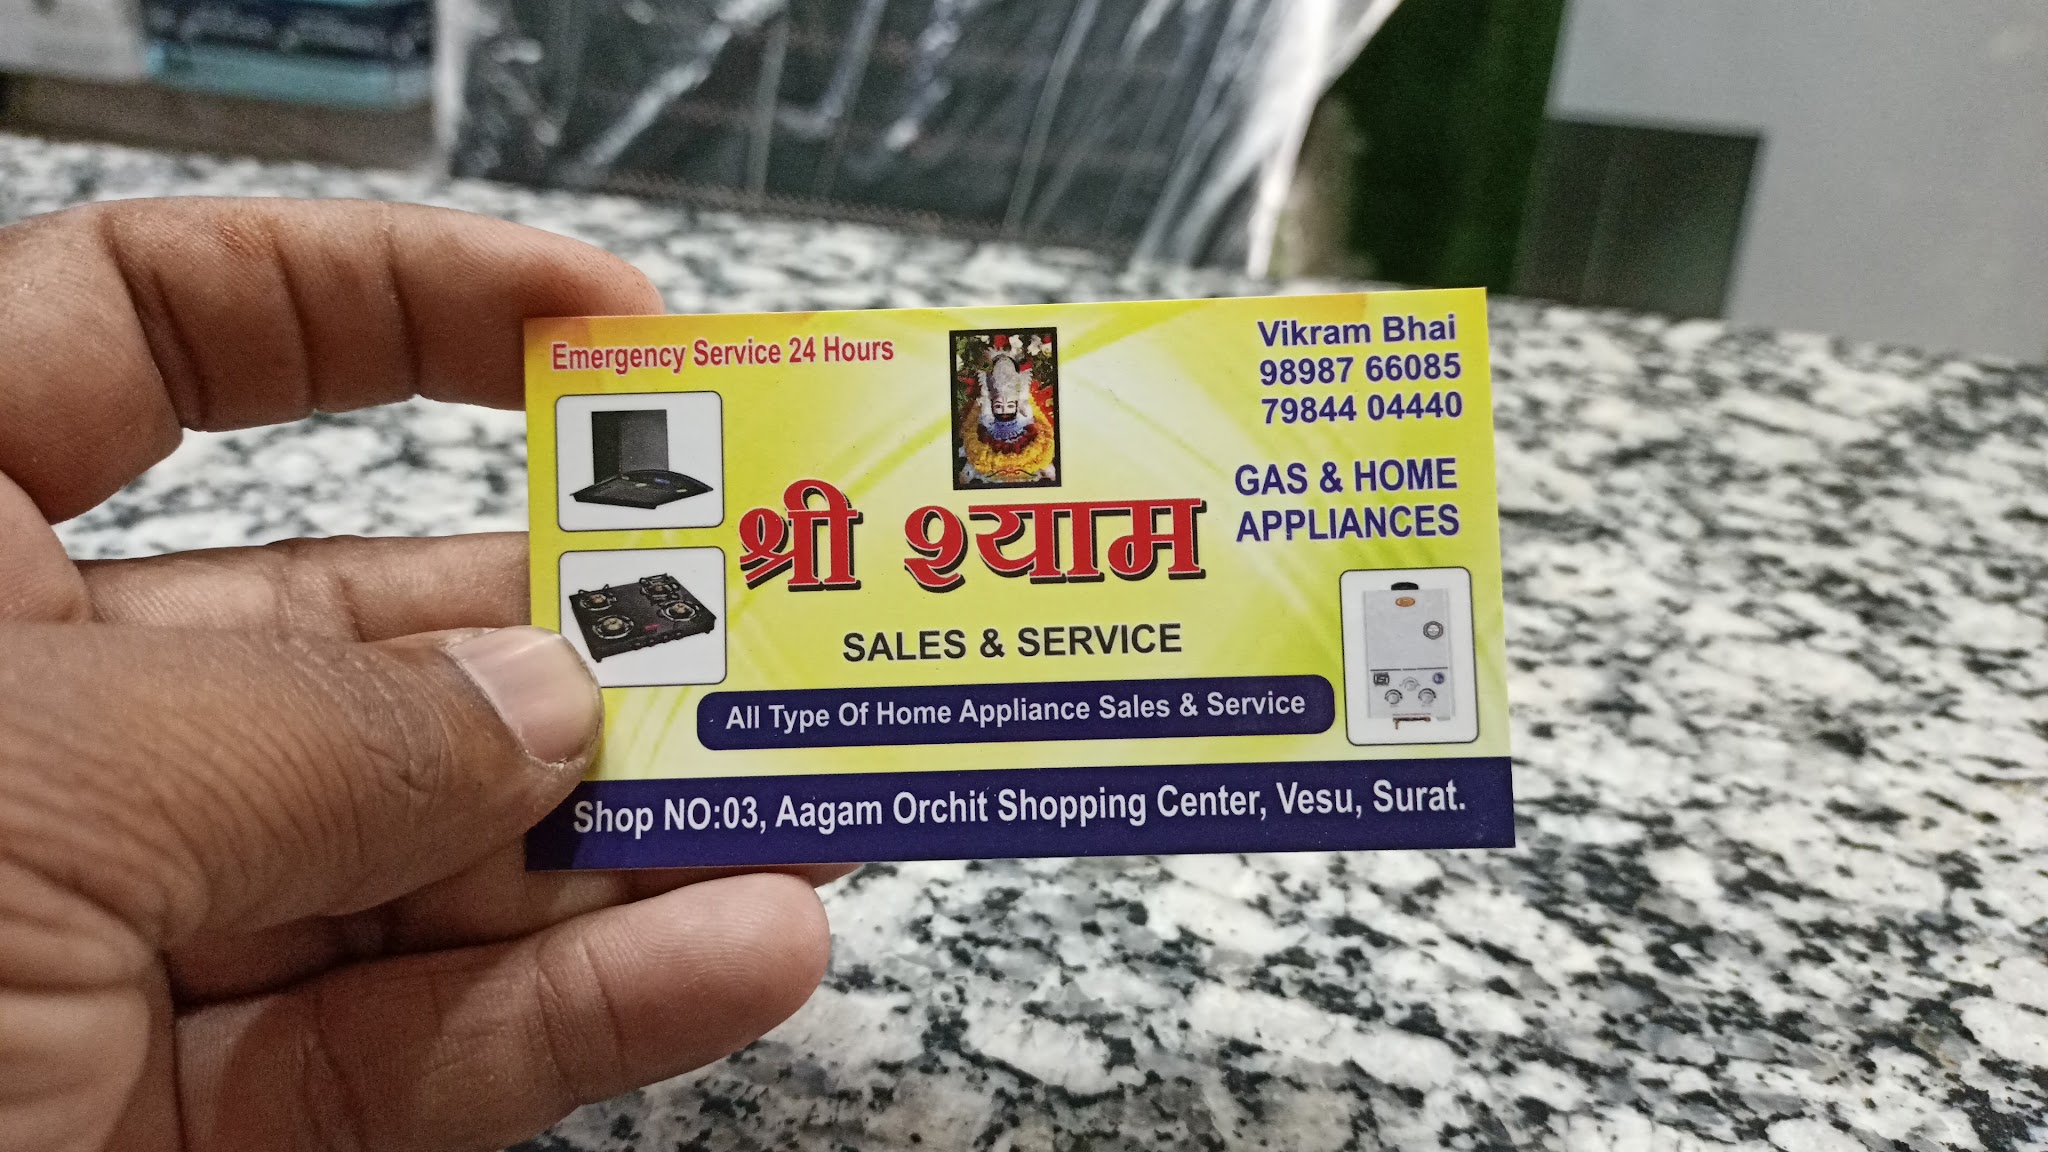 Emergency Service 24 Hours
Vikram Bhai
98987 66085
79844 04440
GAS & HOME
APPLIANCES
श्री श्याम
SALES & SERVICE
All Type Of Home Appliance Sales & Service
Shop NO:03, Aagam Orchit Shopping Center, Vesu, Surat.